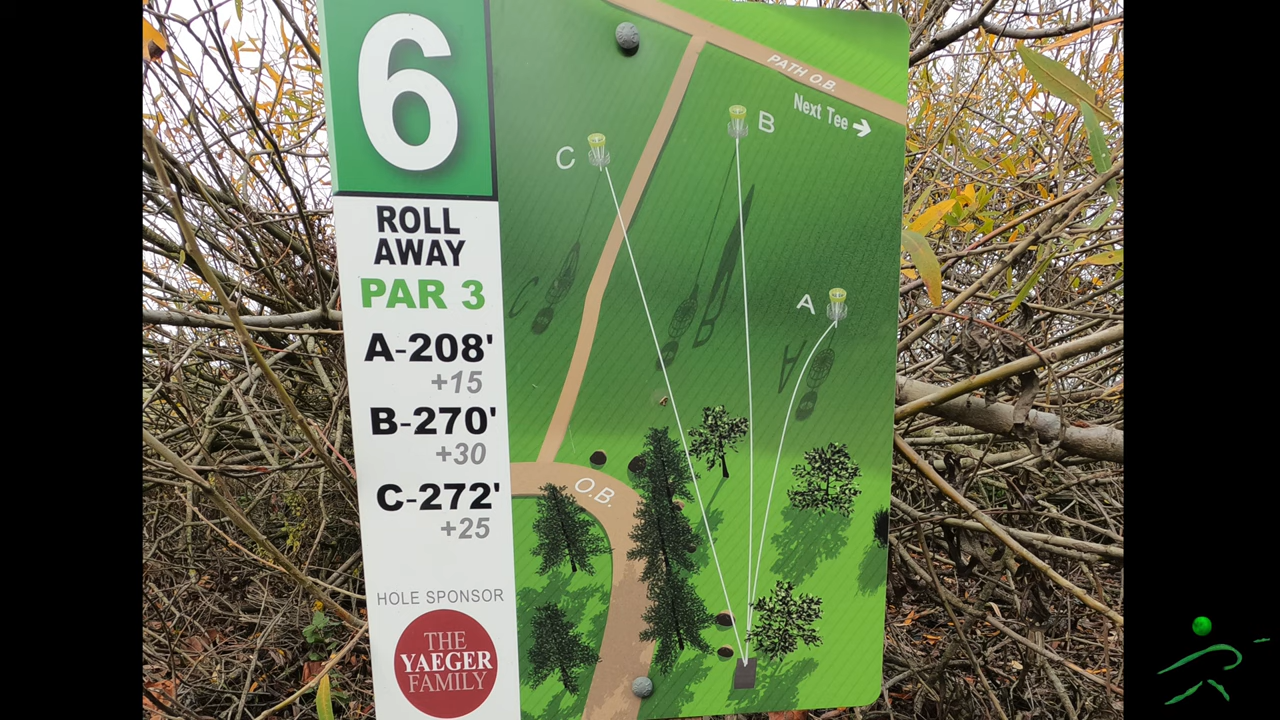 6
ROLL
AWAY
PAR 3
A-208'
+15
B-270'
+30
C-272'
+25
HOLE SPONSOR
THE
YAEGER
FAMILY
PATH O.B.
Next Tee →
B
C
A
O.B.